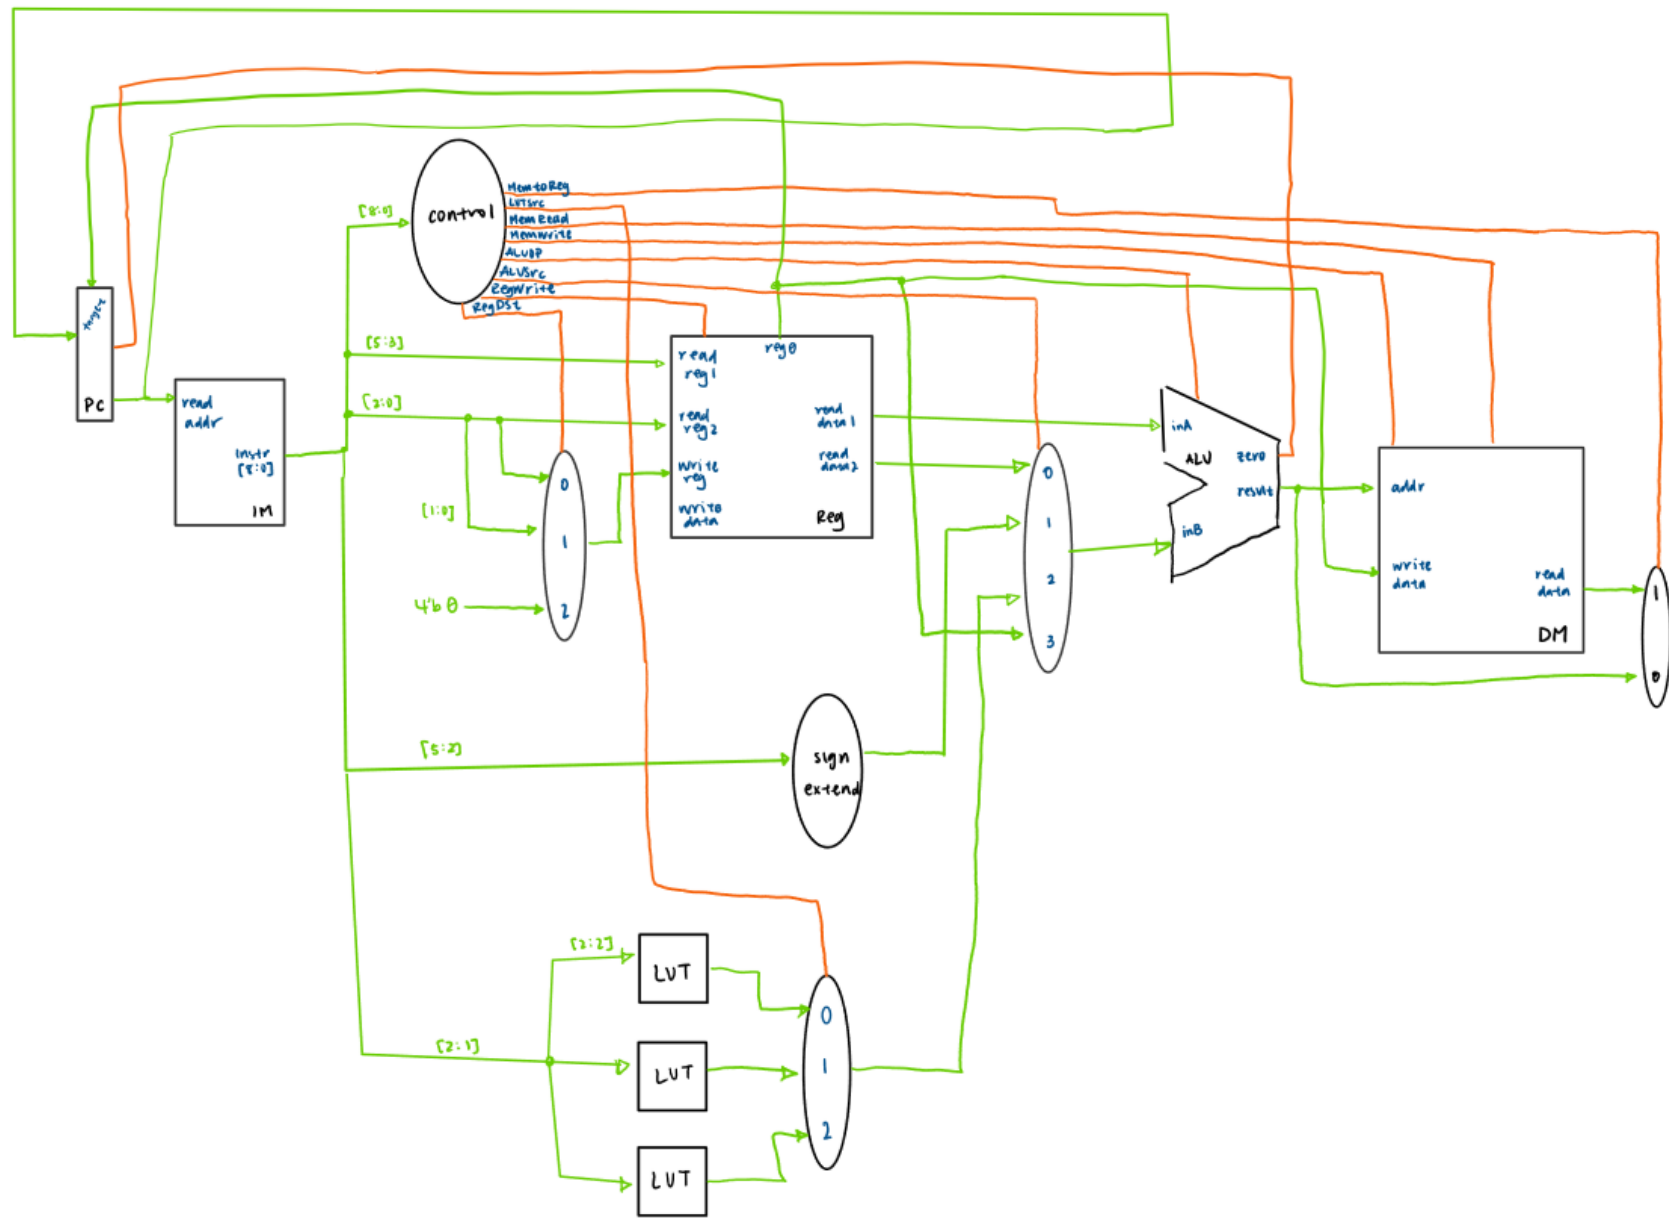 MemtoReg
LUTsrc
MemRead
MemWrite
ALUOP
ALUSrc
RegWrite
RegDst
control
[8:0]
target
PC
read
addr
Instr
[8:0]
IM
[5:3]
[2:0]
[1:0]
4'b0
0
1
2
reg0
read
reg1
read
reg2
write
reg
write
data
read
data1
read
data2
Reg
0
1
2
3
inA
ALU
zero
result
inB
addr
write
data
read
data
DM
1
0
[5:2]
sign
extend
[2:2]
[2:1]
LUT
LUT
LUT
0
1
2